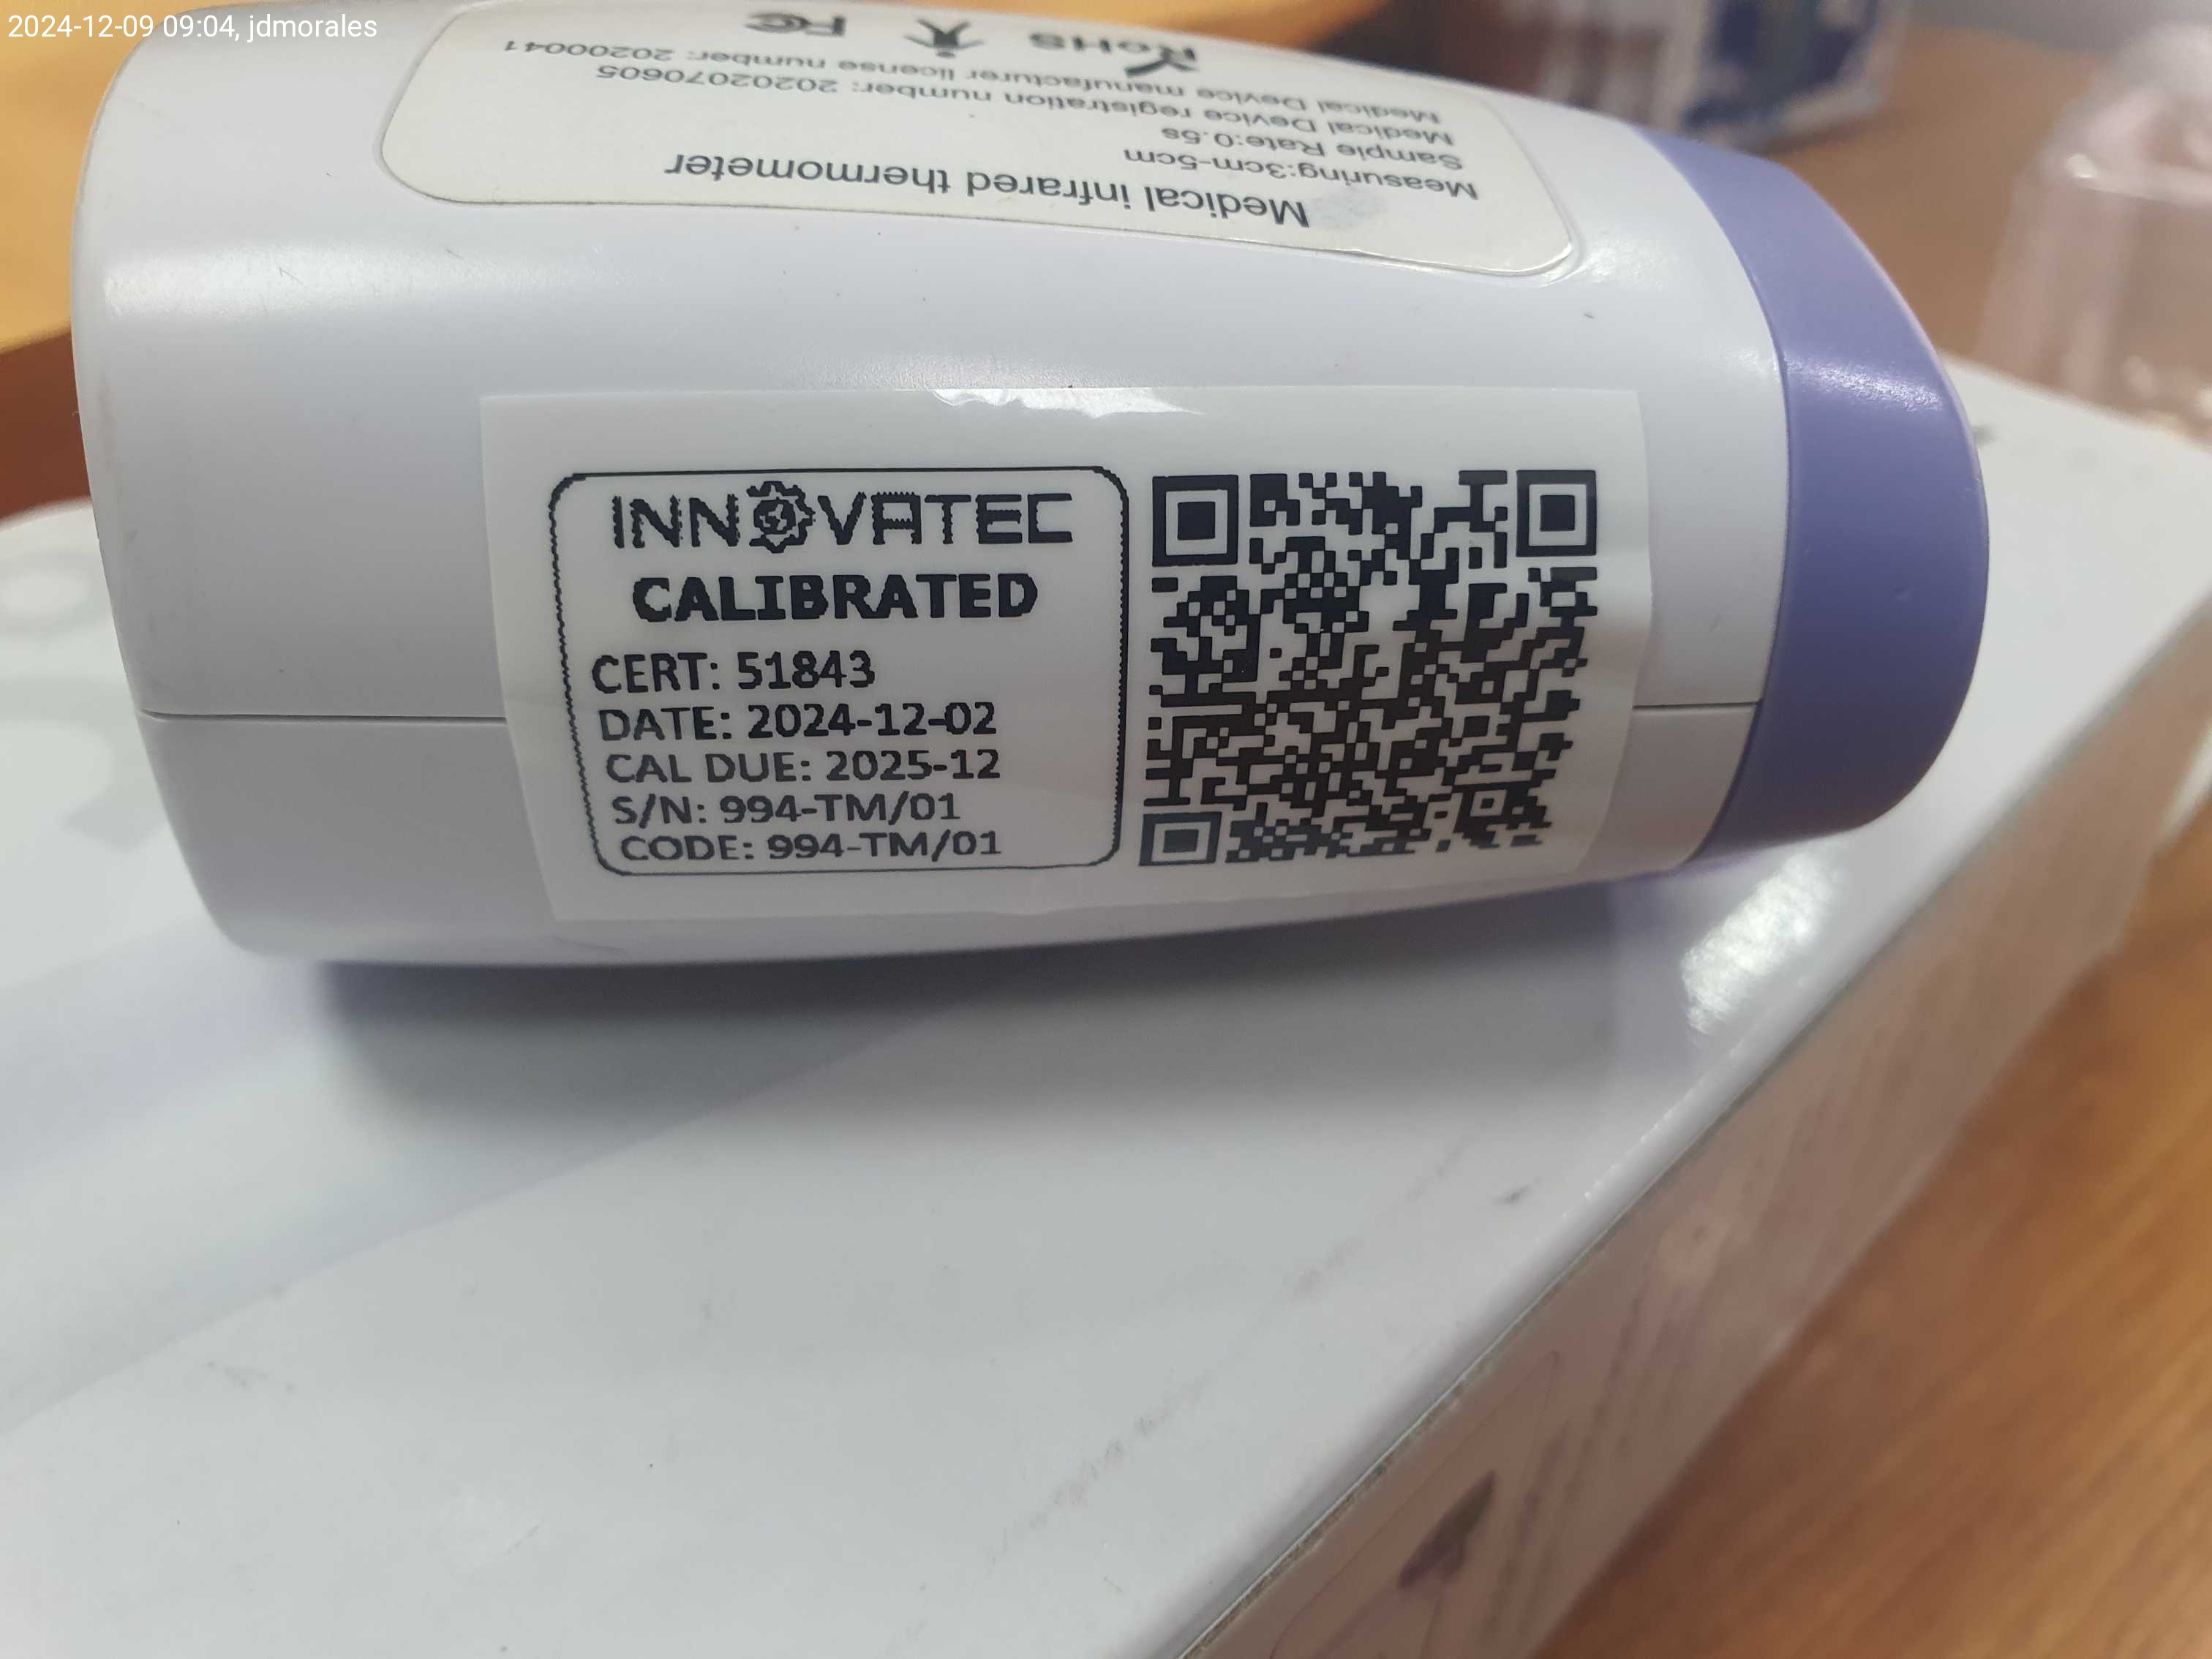 2024-12-09 09:04, jdmorales
Medical infrared thermometer
Measuring:3cm-5cm
Sample Rate:0.5s
Medical Device registration number: 20202070605
Medical Device manufacturer license number: 20200041
RoHS FC
INNOVATEC
CALIBRATED
CERT: 51843
DATE: 2024-12-02
CAL DUE: 2025-12
S/N: 994-TM/01
CODE: 994-TM/01